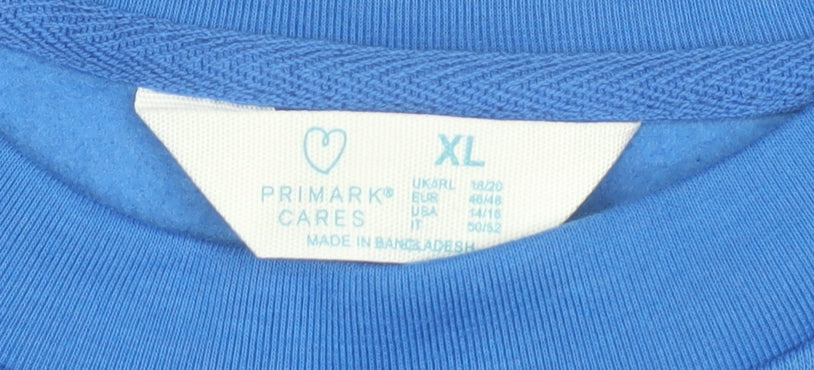 XL
PRIMARK®
CARES
UK/IRL 18/20
EUR 46/48
USA 14/16
IT 50/52
MADE IN BANGLADESH